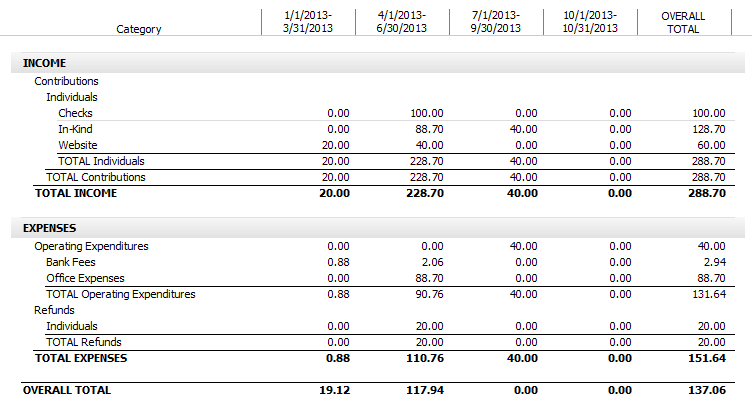 1/1/2013- 4/1/2013- 7/1/2013- 10/1/2013- OVERALL
Category 3/31/2013 6/30/2013 9/30/2013 10/31/2013 TOTAL
INCOME
Contributions
Individuals
Checks 0.00 100.00 0.00 0.00 100.00
In-Kind 0.00 88.70 40.00 0.00 128.70
Website 20.00 40.00 0.00 0.00 60.00
TOTAL Individuals 20.00 228.70 40.00 0.00 288.70
TOTAL Contributions 20.00 228.70 40.00 0.00 288.70
TOTAL INCOME 20.00 228.70 40.00 0.00 288.70
EXPENSES
Operating Expenditures 0.00 0.00 40.00 0.00 40.00
Bank Fees 0.88 2.06 0.00 0.00 2.94
Office Expenses 0.00 88.70 0.00 0.00 88.70
TOTAL Operating Expenditures 0.88 90.76 40.00 0.00 131.64
Refunds
Individuals 0.00 20.00 0.00 0.00 20.00
TOTAL Refunds 0.00 20.00 0.00 0.00 20.00
TOTAL EXPENSES 0.88 110.76 40.00 0.00 151.64
OVERALL TOTAL 19.12 117.94 0.00 0.00 137.06